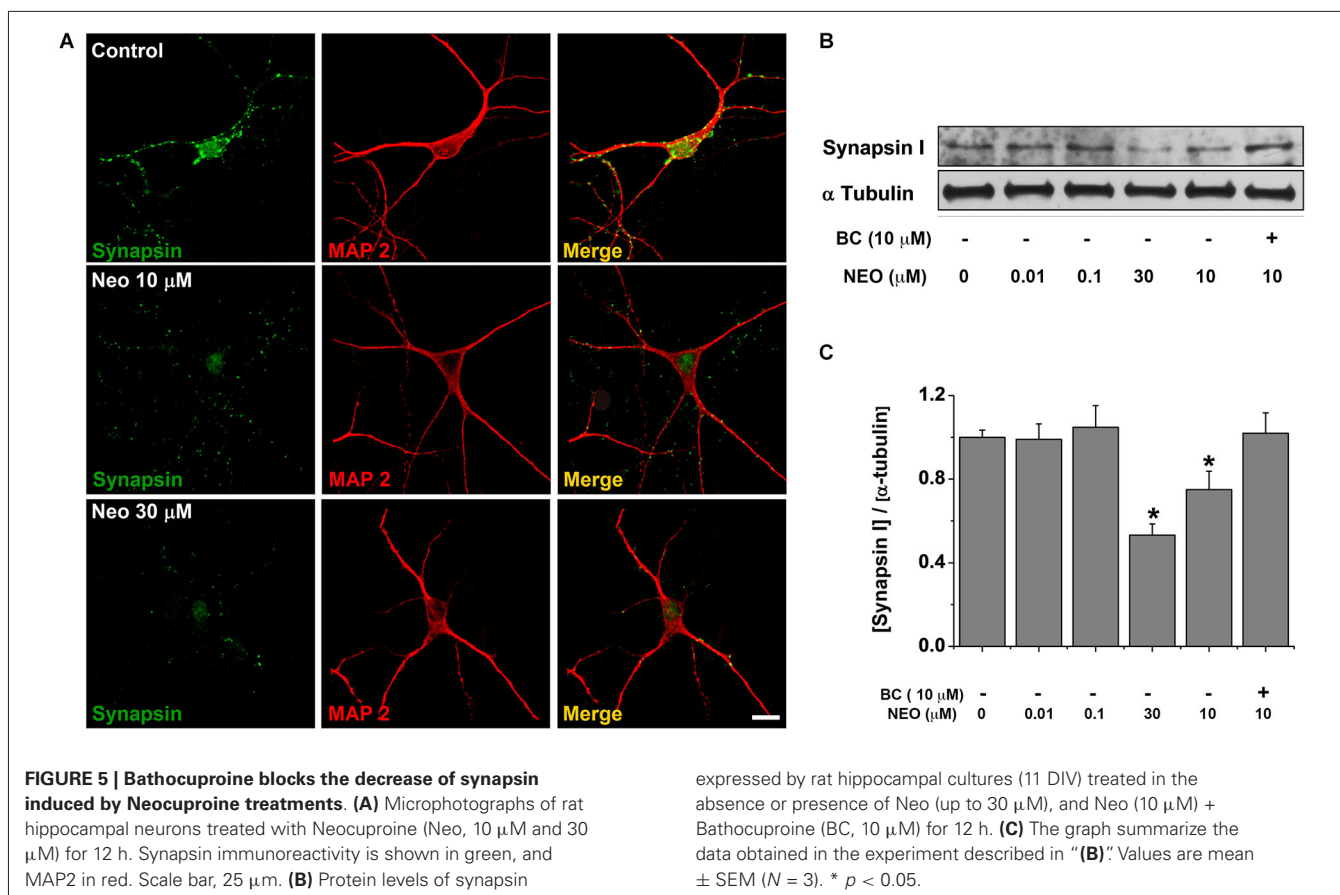 A
Control
Synapsin
MAP 2
Merge
Neo 10 μM
Synapsin
MAP 2
Merge
Neo 30 μM
Synapsin
MAP 2
Merge
B
Synapsin I
α Tubulin
BC (10 μM) - - - - - +
NEO (μM) 0 0.01 0.1 30 10 10
C
[Synapsin I] / [α-tubulin]
1.2
0.8
0.4
0.0
* *
BC ( 10 μM) - - - - - +
NEO (μM) 0 0.01 0.1 30 10 10
FIGURE 5 | Bathocuproine blocks the decrease of synapsin
induced by Neocuproine treatments. (A) Microphotographs of rat
hippocampal neurons treated with Neocuproine (Neo, 10 μM and 30
μM) for 12 h. Synapsin immunoreactivity is shown in green, and
MAP2 in red. Scale bar, 25 μm. (B) Protein levels of synapsin
expressed by rat hippocampal cultures (11 DIV) treated in the
absence or presence of Neo (up to 30 μM), and Neo (10 μM) +
Bathocuproine (BC, 10 μM) for 12 h. (C) The graph summarize the
data obtained in the experiment described in “(B)”. Values are mean
± SEM (N = 3). * p < 0.05.